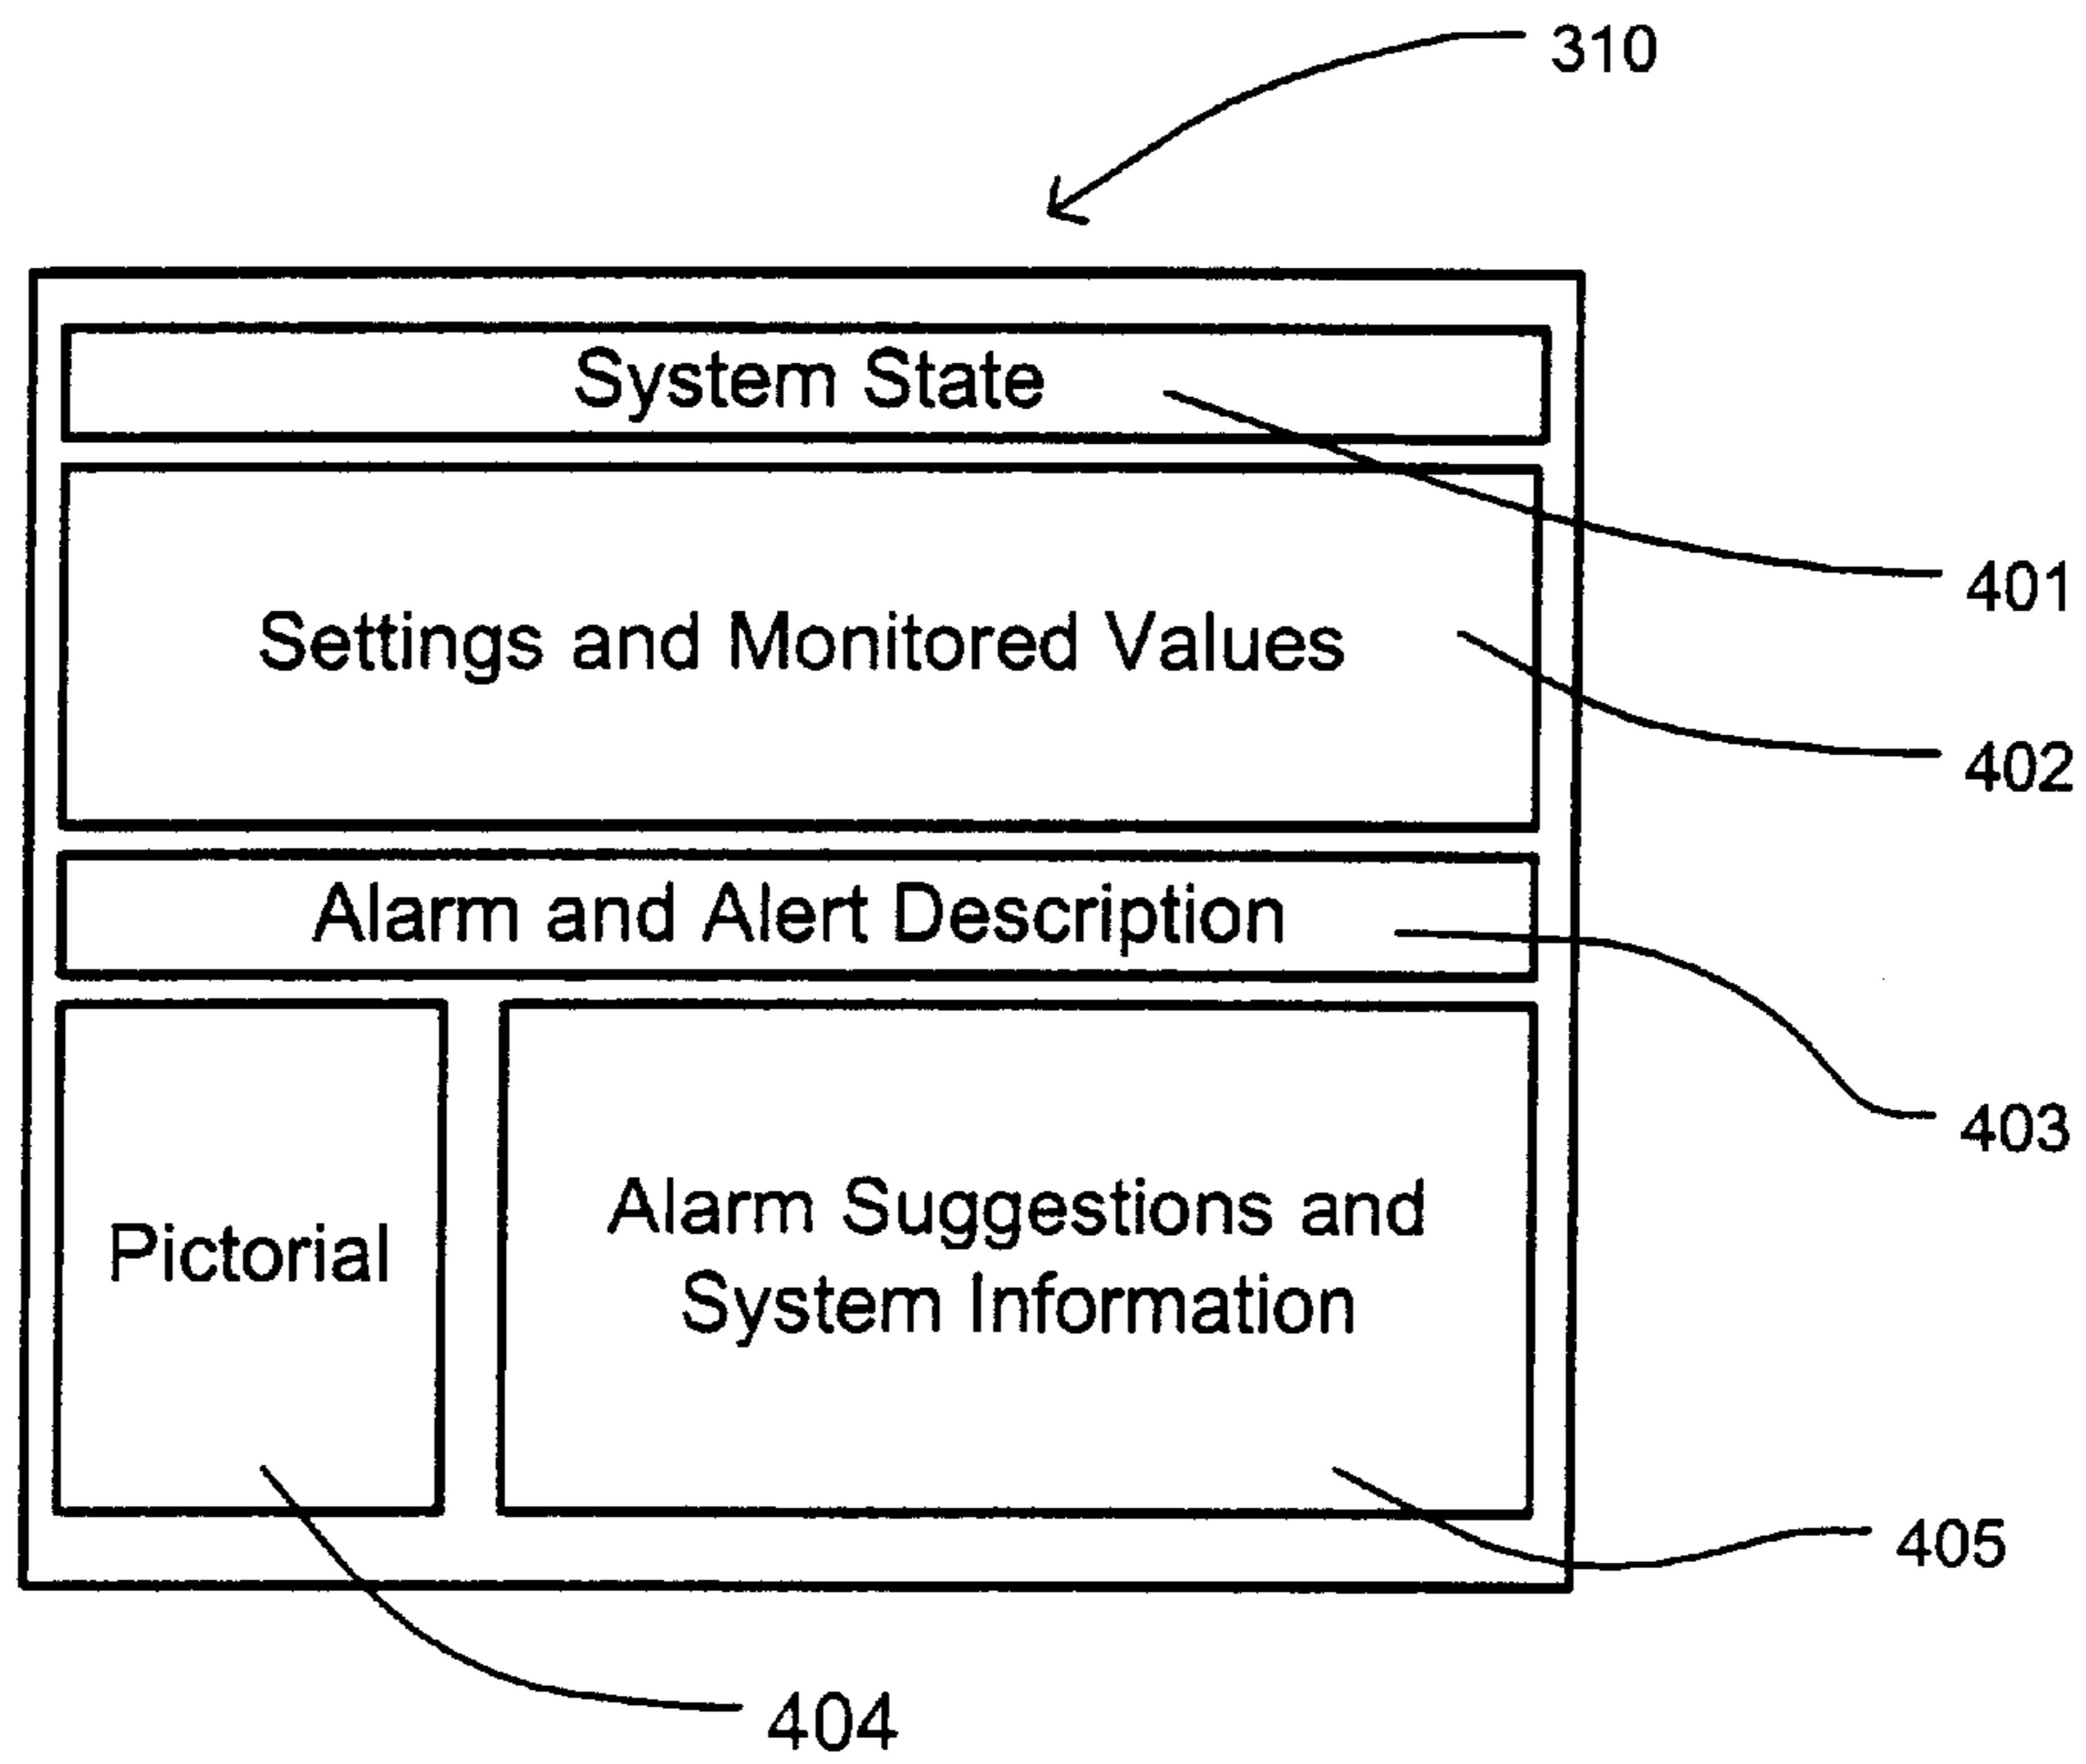 310
System State
401
Settings and Monitored Values
402
Alarm and Alert Description
403
Pictorial
Alarm Suggestions and
System Information
405
404